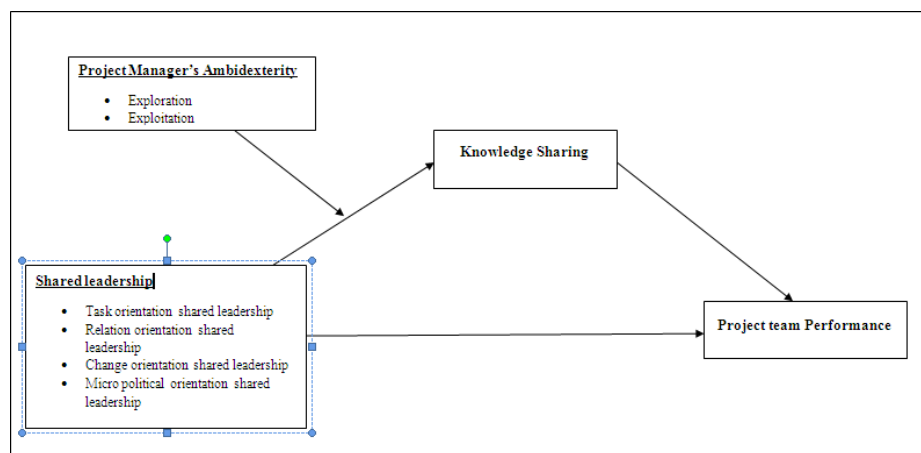 Project Manager's Ambidexterity
• Exploration
• Exploitation
Knowledge Sharing
Shared leadership
• Task orientation shared leadership
• Relation orientation shared
leadership
• Change orientation shared leadership
• Micro political orientation shared
leadership
Project team Performance